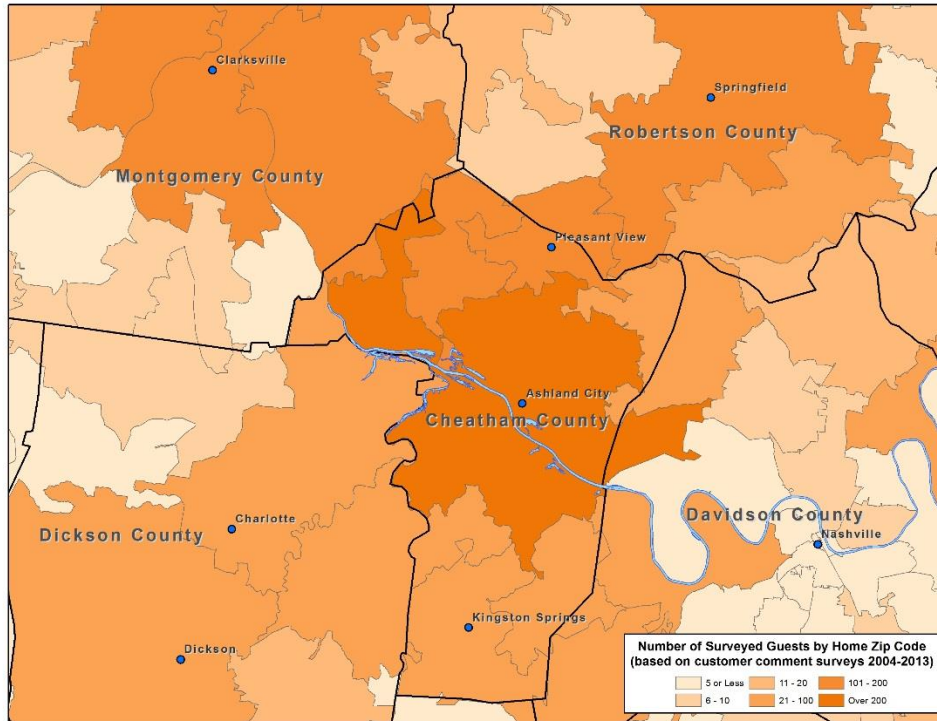 Clarksville
Springfield
Robertson County
Montgomery County
Pleasant View
Ashland City
Cheatham County
Davidson County
Charlotte
Dickson County
Nashville
Kingston Springs
Dickson
Number of Surveyed Guests by Home Zip Code
(based on customer comment surveys 2004-2013)
5 or Less 11 - 20 101 - 200
6 - 10 21 - 100 Over 200